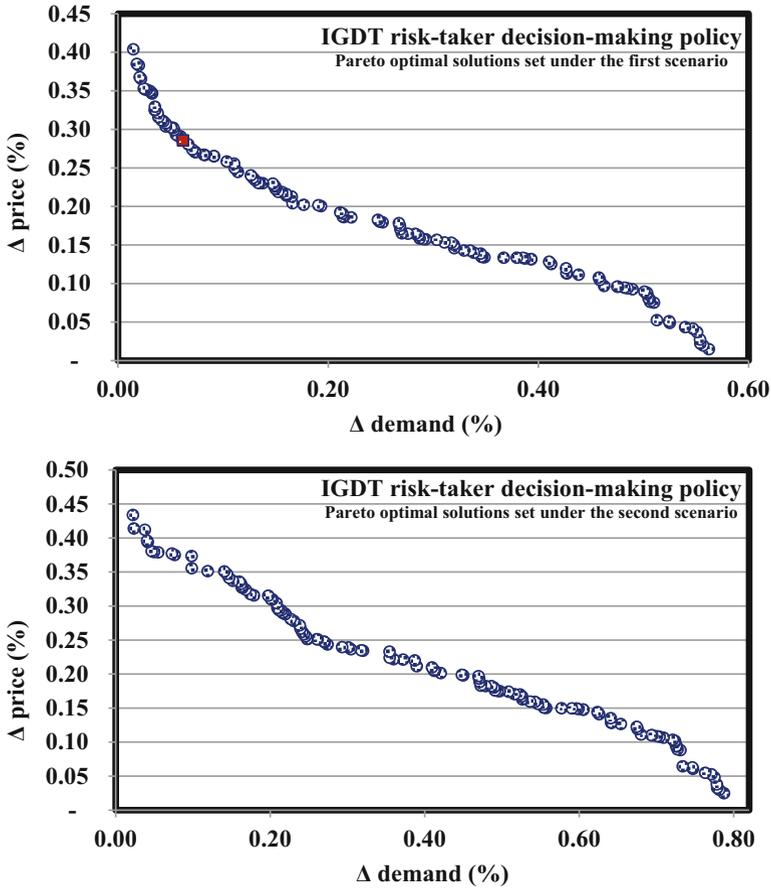 IGDT risk-taker decision-making policy
Pareto optimal solutions set under the first scenario
Δ price (%)
0.45
0.40
0.35
0.30
0.25
0.20
0.15
0.10
0.05
-
0.00 0.20 0.40 0.60
Δ demand (%)
IGDT risk-taker decision-making policy
Pareto optimal solutions set under the second scenario
Δ price (%)
0.50
0.45
0.40
0.35
0.30
0.25
0.20
0.15
0.10
0.05
-
0.00 0.20 0.40 0.60 0.80
Δ demand (%)